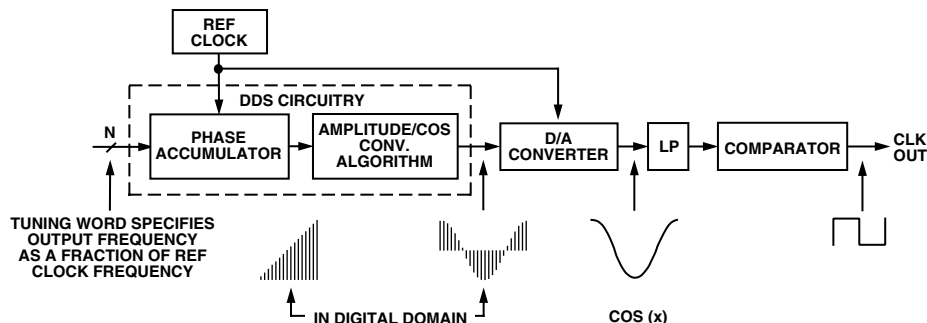 REF
CLOCK
DDS CIRCUITRY
N
PHASE
ACCUMULATOR
AMPLITUDE/COS
CONV.
ALGORITHM
D/A
CONVERTER
LP
COMPARATOR
CLK
OUT
TUNING WORD SPECIFIES
OUTPUT FREQUENCY
AS A FRACTION OF REF
CLOCK FREQUENCY
IN DIGITAL DOMAIN
COS (x)